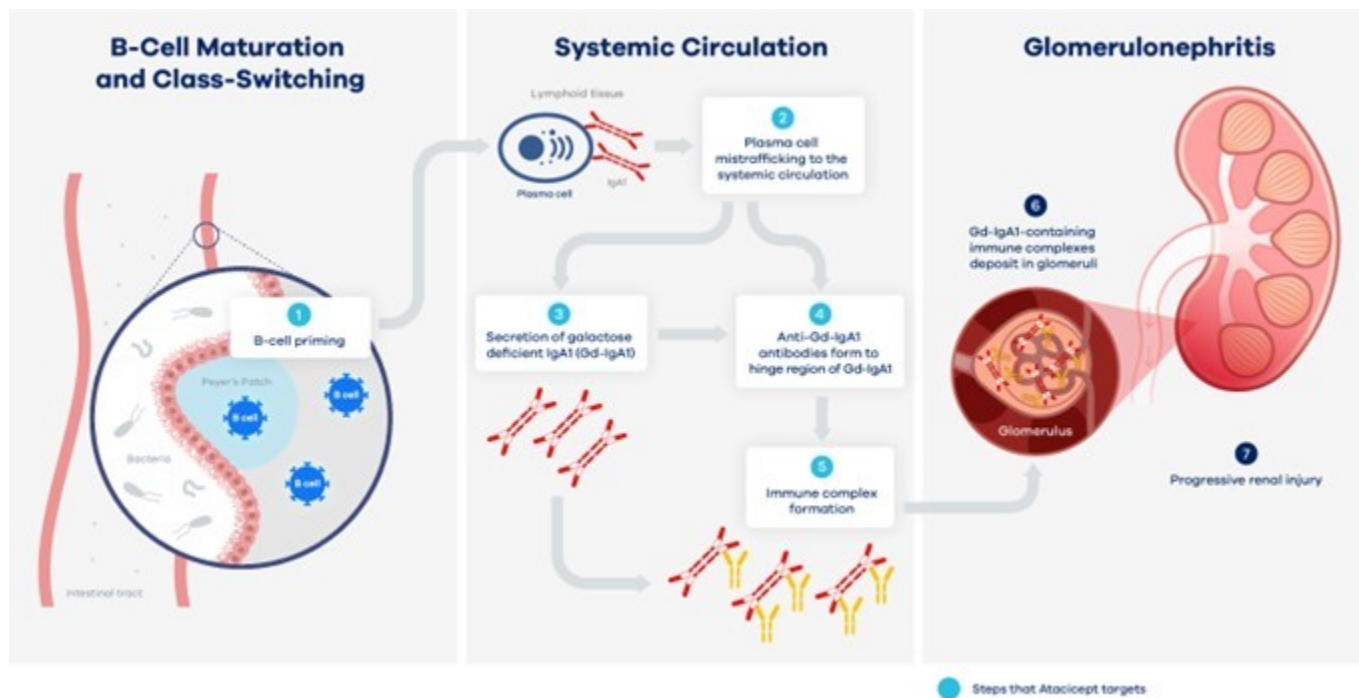 B-Cell Maturation
and Class-Switching
1
B-cell priming
Peyer's Patch
B cell
B cell
B cell
Bacteria
Intestinal tract
Systemic Circulation
Lymphoid tissue
Plasma cell
IgA1
2
Plasma cell
mistrafficking to the
systemic circulation
3
Secretion of galactose
deficient IgA1 (Gd-IgA1)
4
Anti-Gd-IgA1
antibodies form to
hinge region of Gd-IgA1
5
Immune complex
formation
Glomerulonephritis
6
Gd-IgA1-containing
immune complexes
deposit in glomeruli
Glomerulus
7
Progressive renal injury
Steps that Atacicept targets